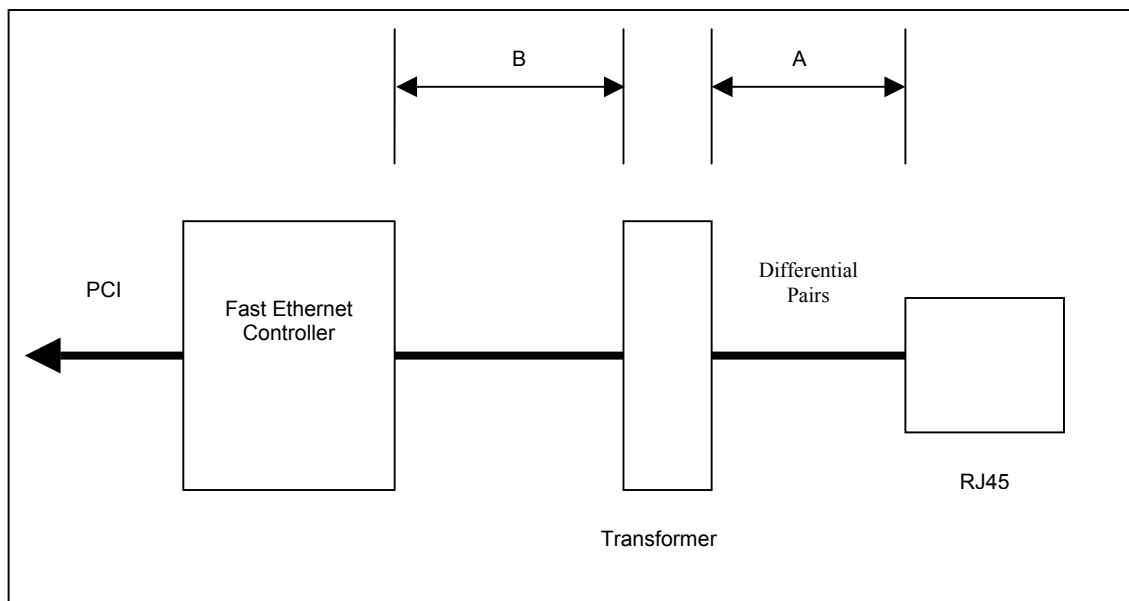 B
A
PCI
Fast Ethernet
Controller
Differential
Pairs
RJ45
Transformer